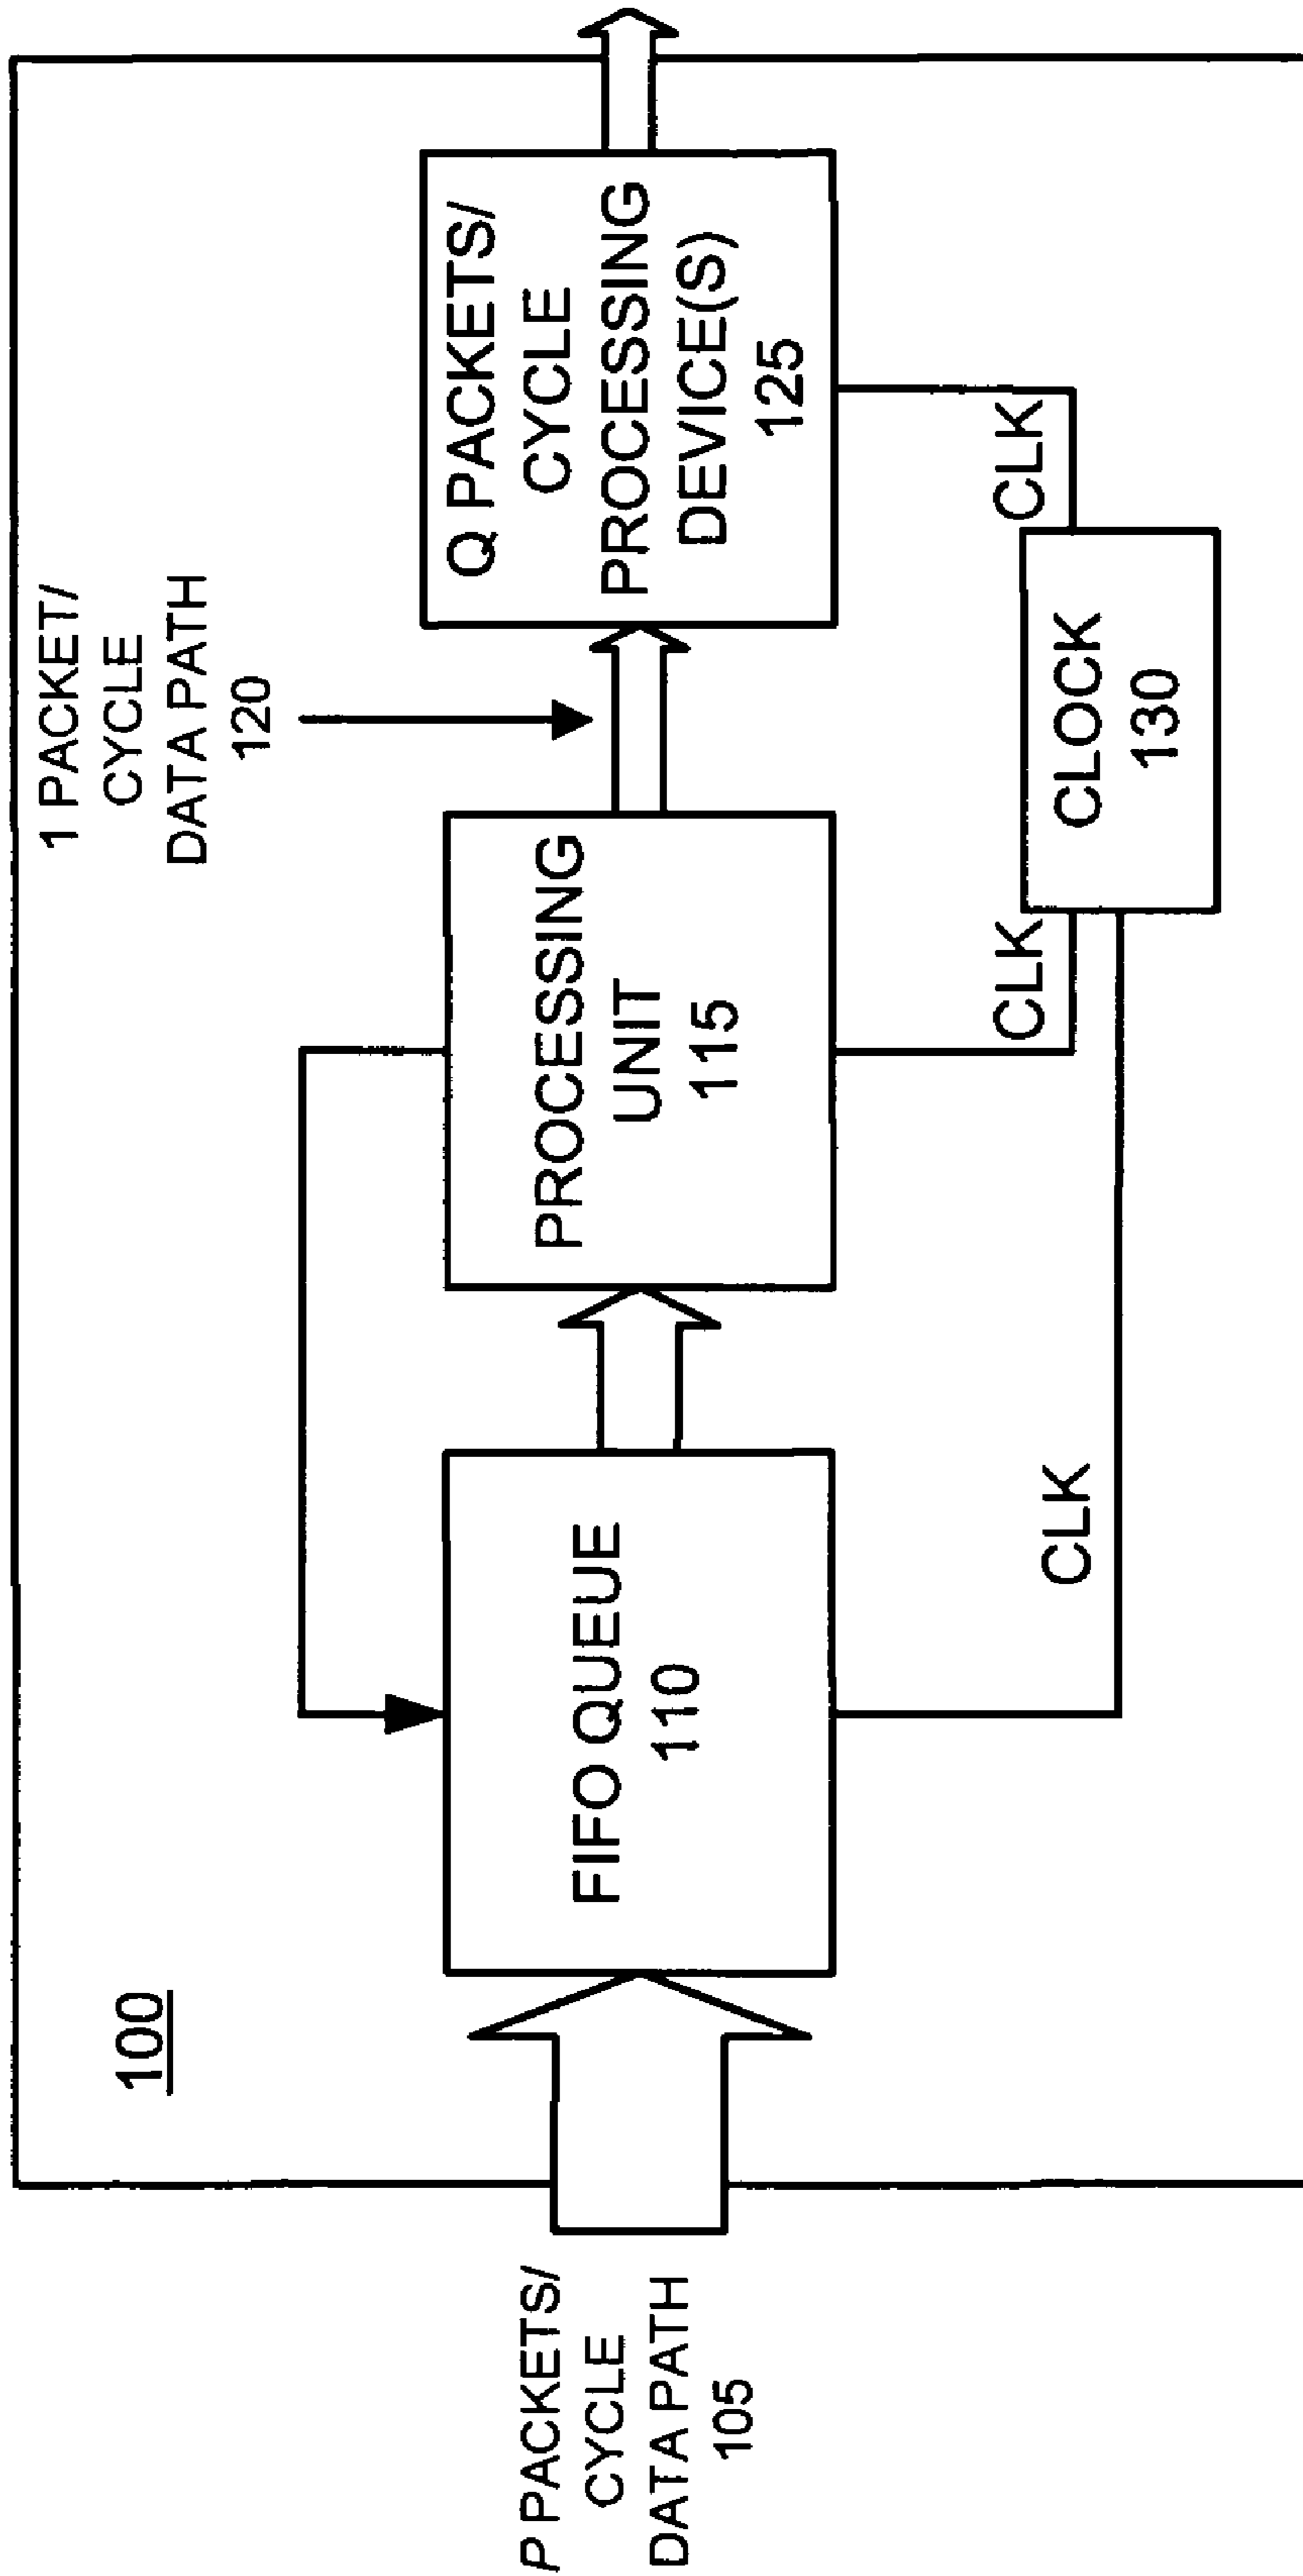 100
P PACKETS/
CYCLE
DATA PATH
105
FIFO QUEUE
110
PROCESSING
UNIT
115
1 PACKET/
CYCLE
DATA PATH
120
Q PACKETS/
CYCLE
PROCESSING
DEVICE(S)
125
CLK
CLK
CLK
CLOCK
130